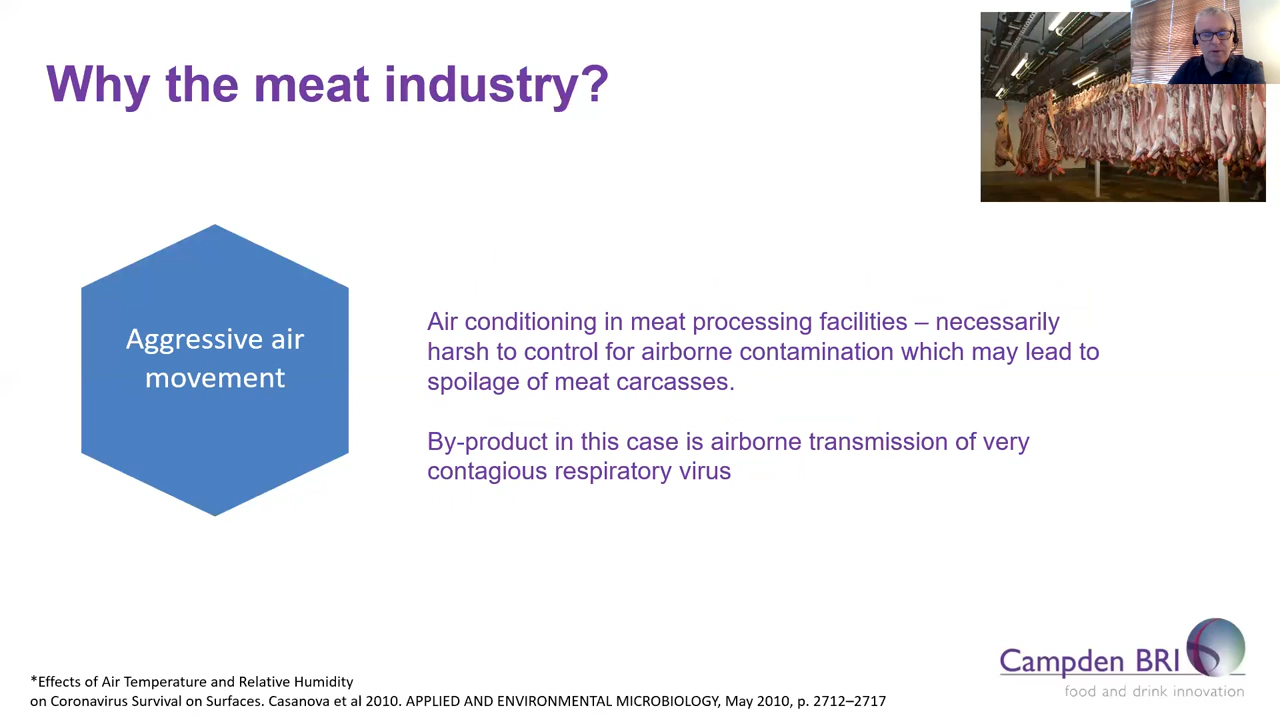 Why the meat industry?
Aggressive air
movement
Air conditioning in meat processing facilities – necessarily
harsh to control for airborne contamination which may lead to
spoilage of meat carcasses.
By-product in this case is airborne transmission of very
contagious respiratory virus
*Effects of Air Temperature and Relative Humidity
on Coronavirus Survival on Surfaces. Casanova et al 2010. APPLIED AND ENVIRONMENTAL MICROBIOLOGY, May 2010, p. 2712–2717
Campden BRI
food and drink innovation